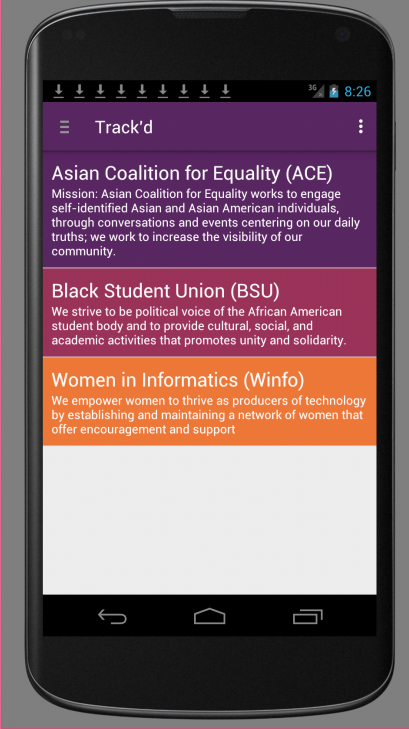 3G 8:26
Track'd
Asian Coalition for Equality (ACE)
Mission: Asian Coalition for Equality works to engage
self-identified Asian and Asian American individuals,
through conversations and events centering on our daily
truths; we work to increase the visibility of our
community.
Black Student Union (BSU)
We strive to be political voice of the African American
student body and to provide cultural, social, and
academic activities that promotes unity and solidarity.
Women in Informatics (Winfo)
We empower women to thrive as producers of technology
by establishing and maintaining a network of women that
offer encouragement and support